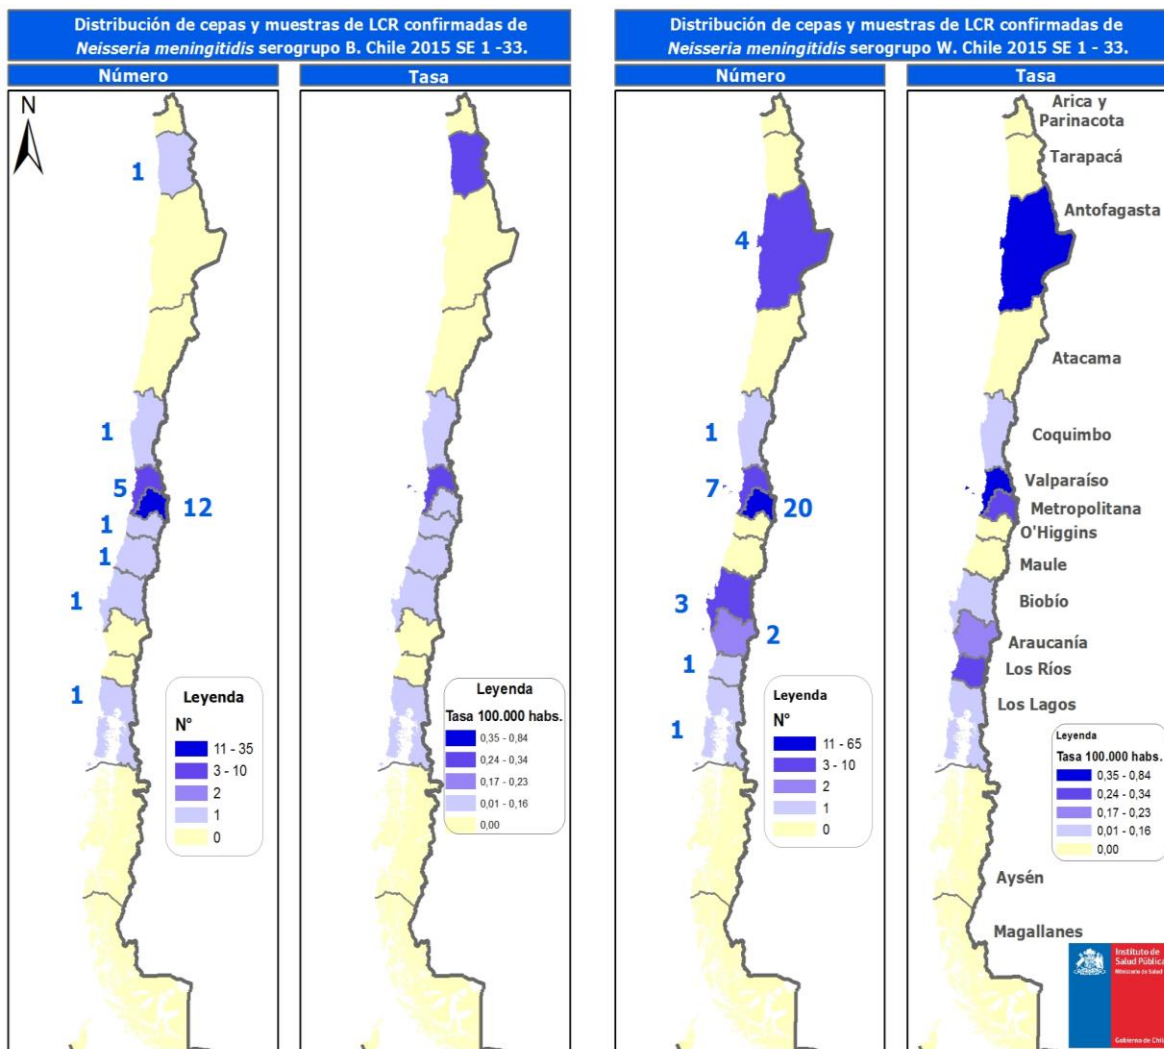 Distribución de cepas y muestras de LCR confirmadas de
Neisseria meningitidis serogrupo B. Chile 2015 SE 1 -33.
Número
Tasa
N
1
1
5
12
1
1
1
1
Leyenda
N°
11 - 35
3 - 10
2
1
0
Leyenda
Tasa 100.000 habs.
0,35 - 0,84
0,24 - 0,34
0,17 - 0,23
0,01 - 0,16
0,00
Distribución de cepas y muestras de LCR confirmadas de
Neisseria meningitidis serogrupo W. Chile 2015 SE 1 - 33.
Número
Tasa
4
1
7
20
3
2
1
1
Leyenda
N°
11 - 65
3 - 10
2
1
0
Arica y
Parinacota
Tarapacá
Antofagasta
Atacama
Coquimbo
Valparaíso
Metropolitana
O'Higgins
Maule
Biobío
Araucanía
Los Ríos
Los Lagos
Leyenda
Tasa 100.000 habs.
0,35 - 0,84
0,24 - 0,34
0,17 - 0,23
0,01 - 0,16
0,00
Aysén
Magallanes
Instituto de
Salud Pública
Ministerio de Salud
Gobierno de Chile